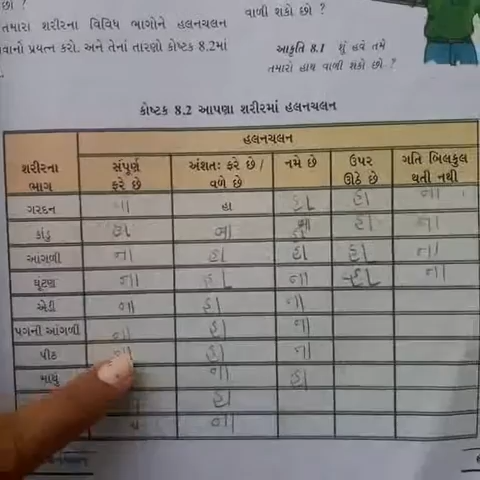 છો ?
તમારા શરીરના વિવિધ ભાગોને હલનચલન
વાનો પ્રયત્ન કરો. અને તેનાં તારણો કોષ્ટક 8.2માં
વાળી શકો છો ?
આકૃતિ 8.1 શું હવે તમે
તમારો હાથ વાળી શકો છો ?
કોષ્ટક 8.2 આપણા શરીરમાં હલનચલન
હલનચલન
શરીરના ભાગ સંપૂર્ણ ફરે છે અંશતઃ ફરે છે / વળે છે નમે છે ઉપર ઊઠે છે ગતિ બિલકુલ થતી નથી
ગરદન ના હા હા હા ના
કાંડુ હા ના હા ના
આંગળી ના હા હા હા ના
ઘૂંટણ ના હા ના હા ના
એડી ના હા ના
પગની આંગળી ના હા ના
પીઠ ના હા ના
માથુ ના હા
હા
ના